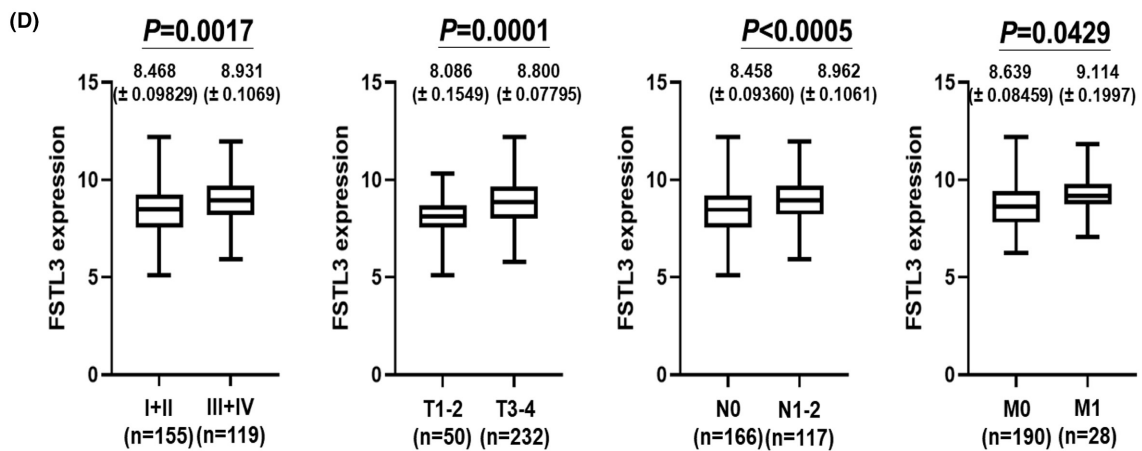 (D)
P=0.0017
8.468 8.931
(± 0.09829) (± 0.1069)
FSTL3 expression
15
10
5
0
I+II III+IV
(n=155) (n=119)
P=0.0001
8.086 8.800
(± 0.1549) (± 0.07795)
FSTL3 expression
15
10
5
0
T1-2 T3-4
(n=50) (n=232)
P<0.0005
8.458 8.962
(± 0.09360) (± 0.1061)
FSTL3 expression
15
10
5
0
N0 N1-2
(n=166) (n=117)
P=0.0429
8.639 9.114
(± 0.08459) (± 0.1997)
FSTL3 expression
15
10
5
0
M0 M1
(n=190) (n=28)